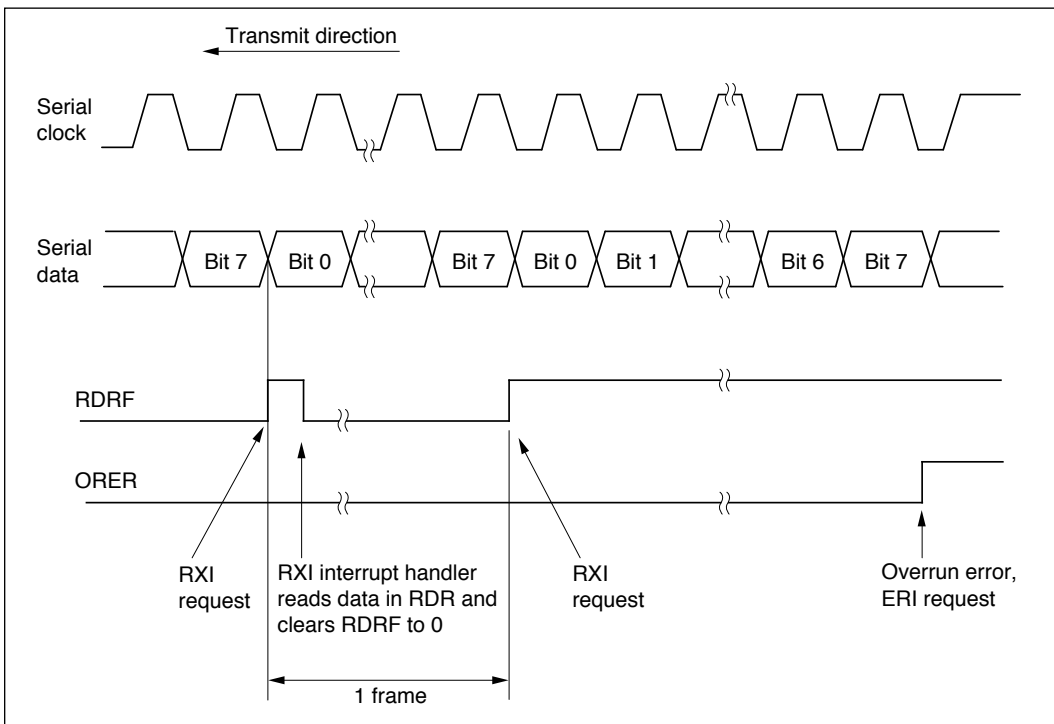 Transmit direction
Serial
clock
Serial
data
Bit 7 Bit 0 Bit 7 Bit 0 Bit 1 Bit 6 Bit 7
RDRF
ORER
RXI
request
RXI interrupt handler
reads data in RDR and
clears RDRF to 0
RXI
request
Overrun error,
ERI request
1 frame